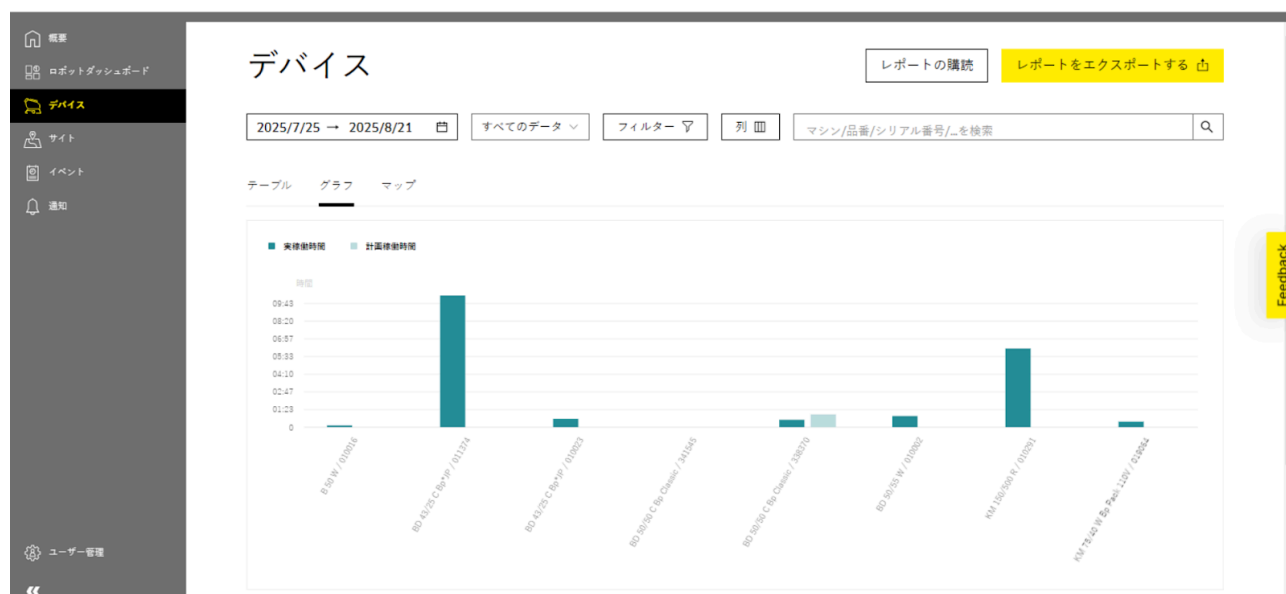 概要
ロボットダッシュボード
デバイス
サイト
イベント
通知
ユーザー管理
デバイス
レポートの購読
レポートをエクスポートする
2025/7/25 → 2025/8/21
すべてのデータ
フィルター
列
マシン/品番/シリアル番号/...を検索
テーブル
グラフ
マップ
実稼働時間
計画稼働時間
時間
09:43
08:20
06:57
05:33
04:10
02:47
01:23
0
B 50 W / 010016
BD 43/25 C Bp*JP / 011374
BD 43/25 C Bp*JP / 010023
BD 50/50 C Bp Classic / 341545
BD 50/50 C Bp Classic / 338370
BD 50/55 W / 010002
KM 150/500 R / 010291
KM 75/40 W Bp Pack 110V / 019064
Feedback